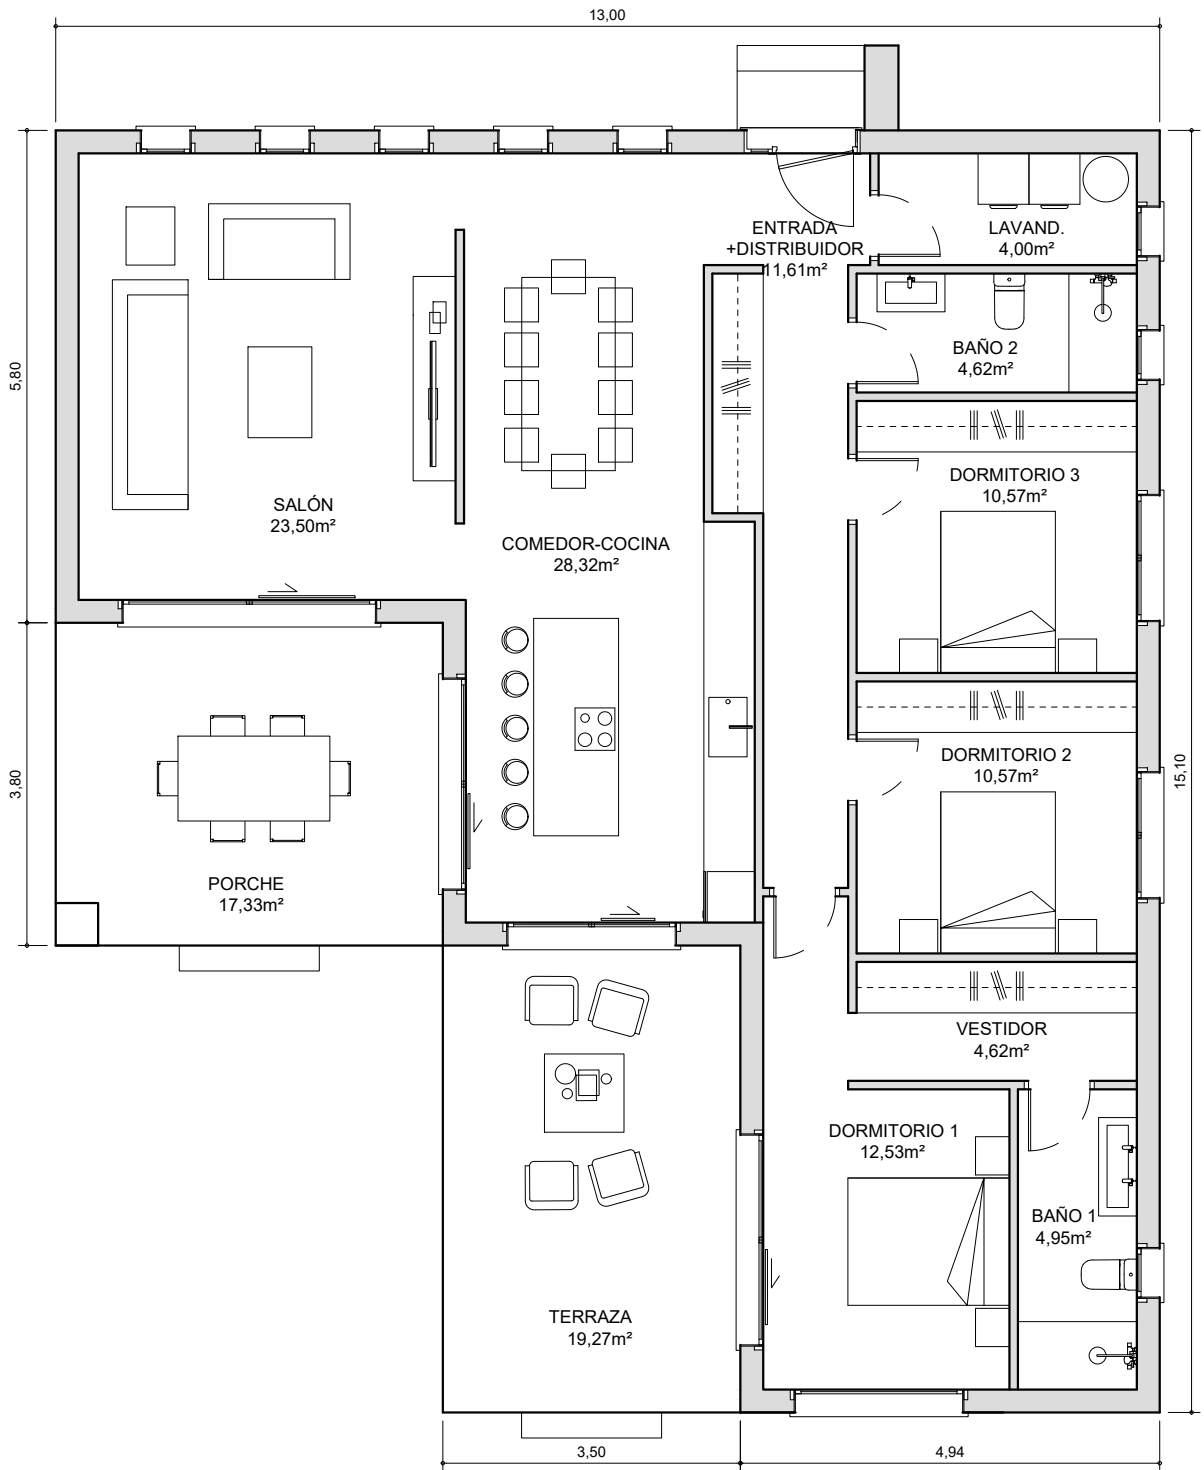 13,00
ENTRADA
+DISTRIBUIDOR
11,61m²
LAVAND.
4,00m²
5,80
BAÑO 2
4,62m²
DORMITORIO 3
10,57m²
SALÓN
23,50m²
COMEDOR-COCINA
28,32m²
3,80
DORMITORIO 2
10,57m²
15,10
PORCHE
17,33m²
VESTIDOR
4,62m²
DORMITORIO 1
12,53m²
BAÑO 1
4,95m²
TERRAZA
19,27m²
3,50
4,94